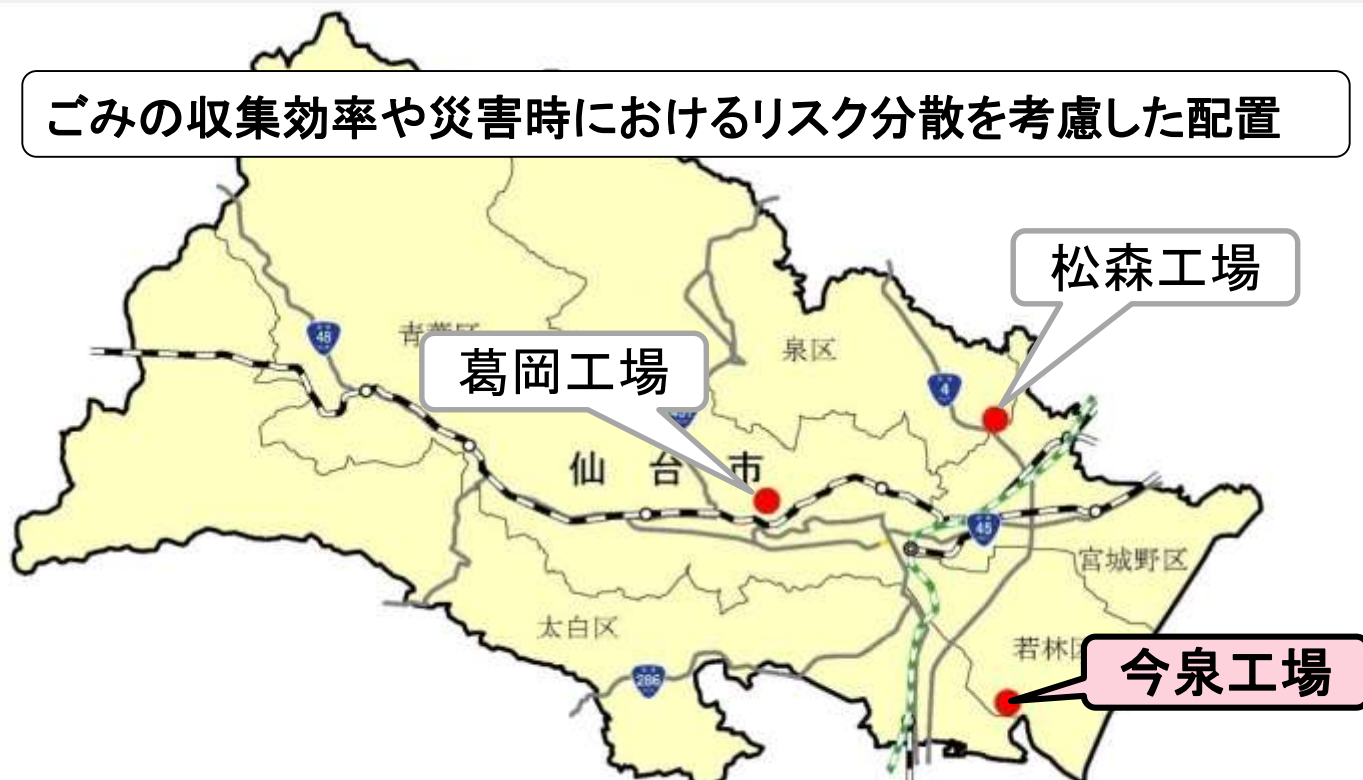 ごみの収集効率や災害時におけるリスク分散を考慮した配置
松森工場
48
泉区
葛岡工場
4
仙台市
45
宮城野区
太白区
若林区
今泉工場
286